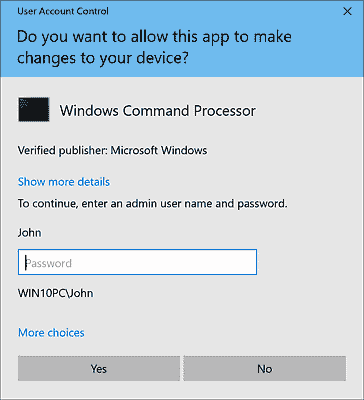 User Account Control
Do you want to allow this app to make
changes to your device?
Windows Command Processor
Verified publisher: Microsoft Windows
Show more details
To continue, enter an admin user name and password.
John
Password
WIN10PC\John
More choices
Yes
No